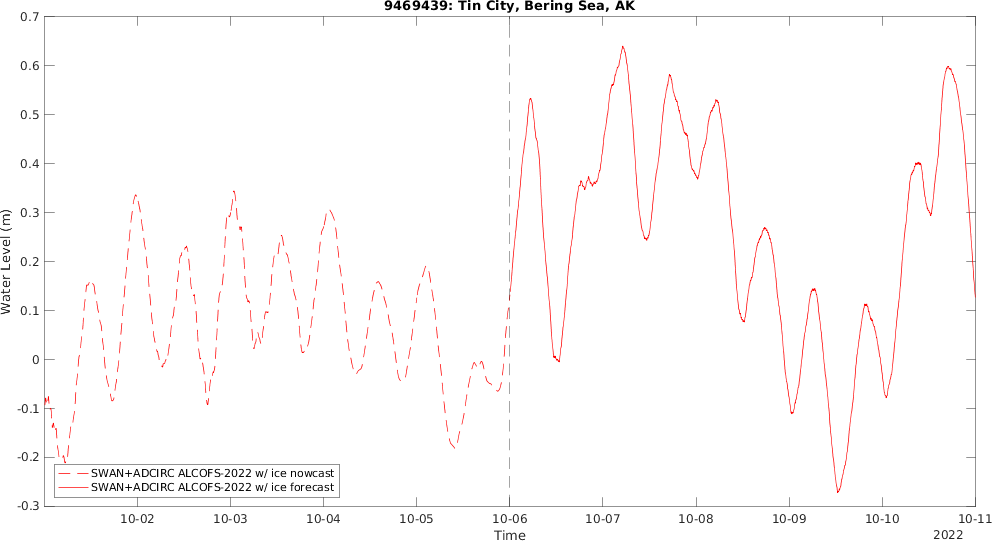 9469439: Tin City, Bering Sea, AK
0.7
0.6
0.5
0.4
0.3
0.2
0.1
0
-0.1
-0.2
-0.3
Water Level (m)
SWAN+ADCIRC ALCOFS-2022 w/ ice nowcast
SWAN+ADCIRC ALCOFS-2022 w/ ice forecast
10-02 10-03 10-04 10-05 10-06 10-07 10-08 10-09 10-10 10-11
Time
2022